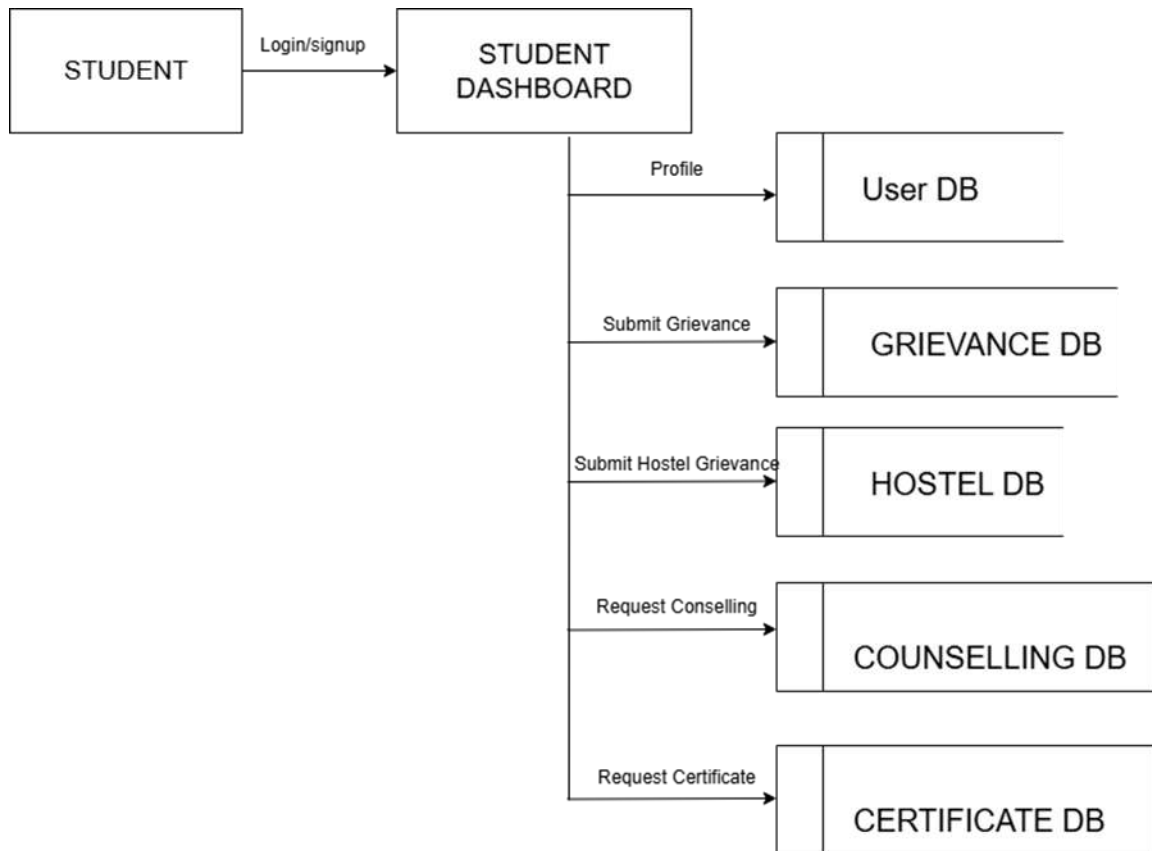 STUDENT
Login/signup
STUDENT
DASHBOARD
Profile
User DB
Submit Grievance
GRIEVANCE DB
Submit Hostel Grievance
HOSTEL DB
Request Conselling
COUNSELLING DB
Request Certificate
CERTIFICATE DB